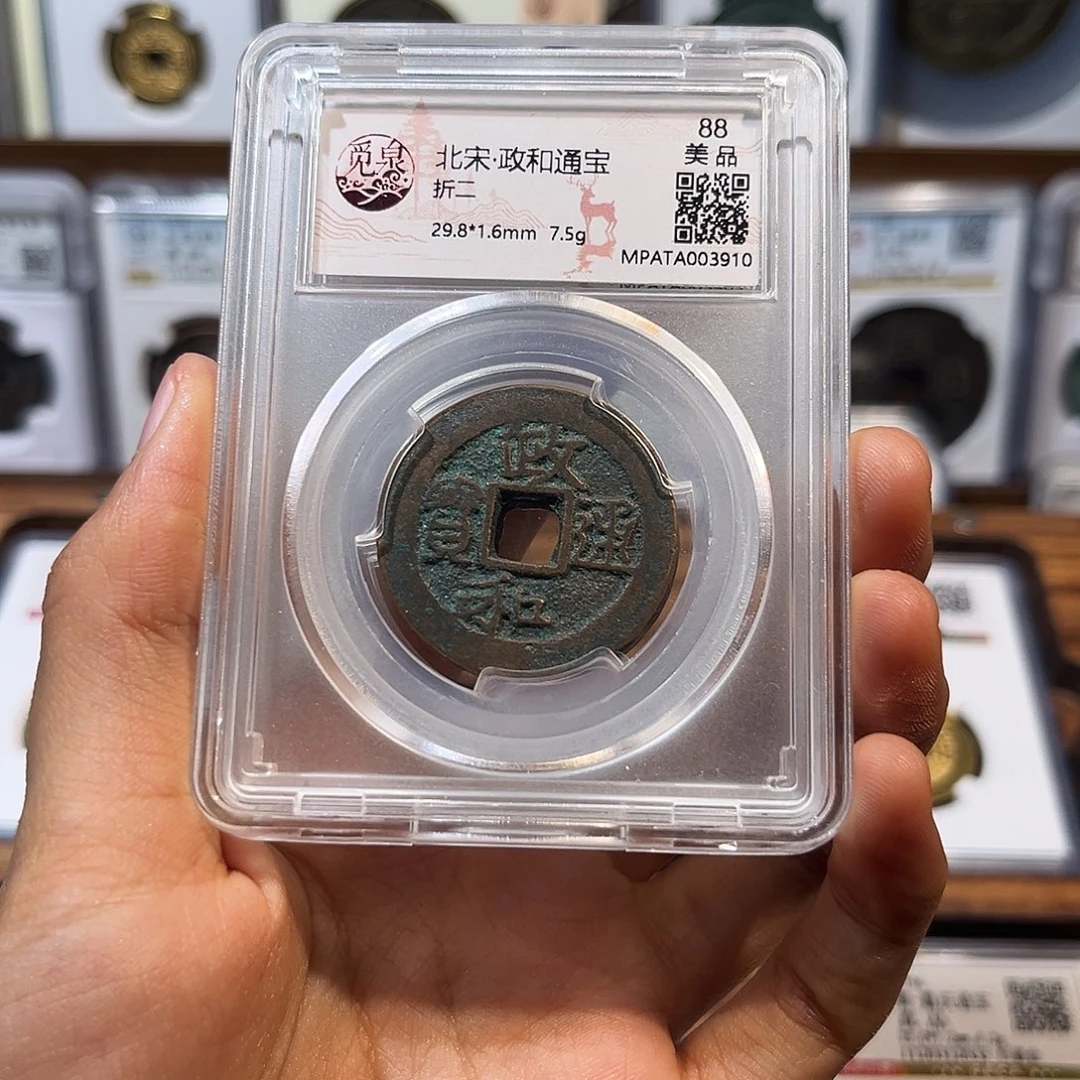 觅泉
北宋·政和通宝
折二
29.8*1.6mm 7.5g
88
美品
MPATA003910
政
寳 通
和